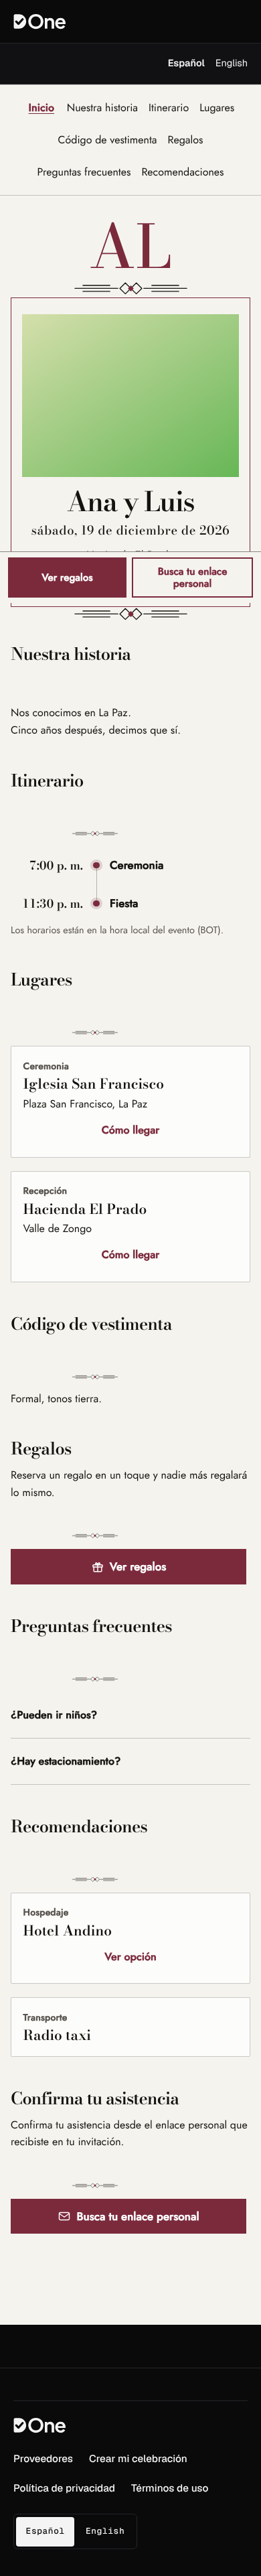 One
Español English
Inicio Nuestra historia Itinerario Lugares
Código de vestimenta Regalos
Preguntas frecuentes Recomendaciones
AL
Ana y Luis
sábado, 19 de diciembre de 2026
Ver regalos
Busca tu enlace
personal
Nuestra historia
Nos conocimos en La Paz.
Cinco años después, decimos que sí.
Itinerario
7:00 p. m. Ceremonia
11:30 p. m. Fiesta
Los horarios están en la hora local del evento (BOT).
Lugares
Ceremonia
Iglesia San Francisco
Plaza San Francisco, La Paz
Cómo llegar
Recepción
Hacienda El Prado
Valle de Zongo
Cómo llegar
Código de vestimenta
Formal, tonos tierra.
Regalos
Reserva un regalo en un toque y nadie más regalará
lo mismo.
Ver regalos
Preguntas frecuentes
¿Pueden ir niños?
¿Hay estacionamiento?
Recomendaciones
Hospedaje
Hotel Andino
Ver opción
Transporte
Radio taxi
Confirma tu asistencia
Confirma tu asistencia desde el enlace personal que
recibiste en tu invitación.
Busca tu enlace personal
One
Proveedores Crear mi celebración
Política de privacidad Términos de uso
Español English